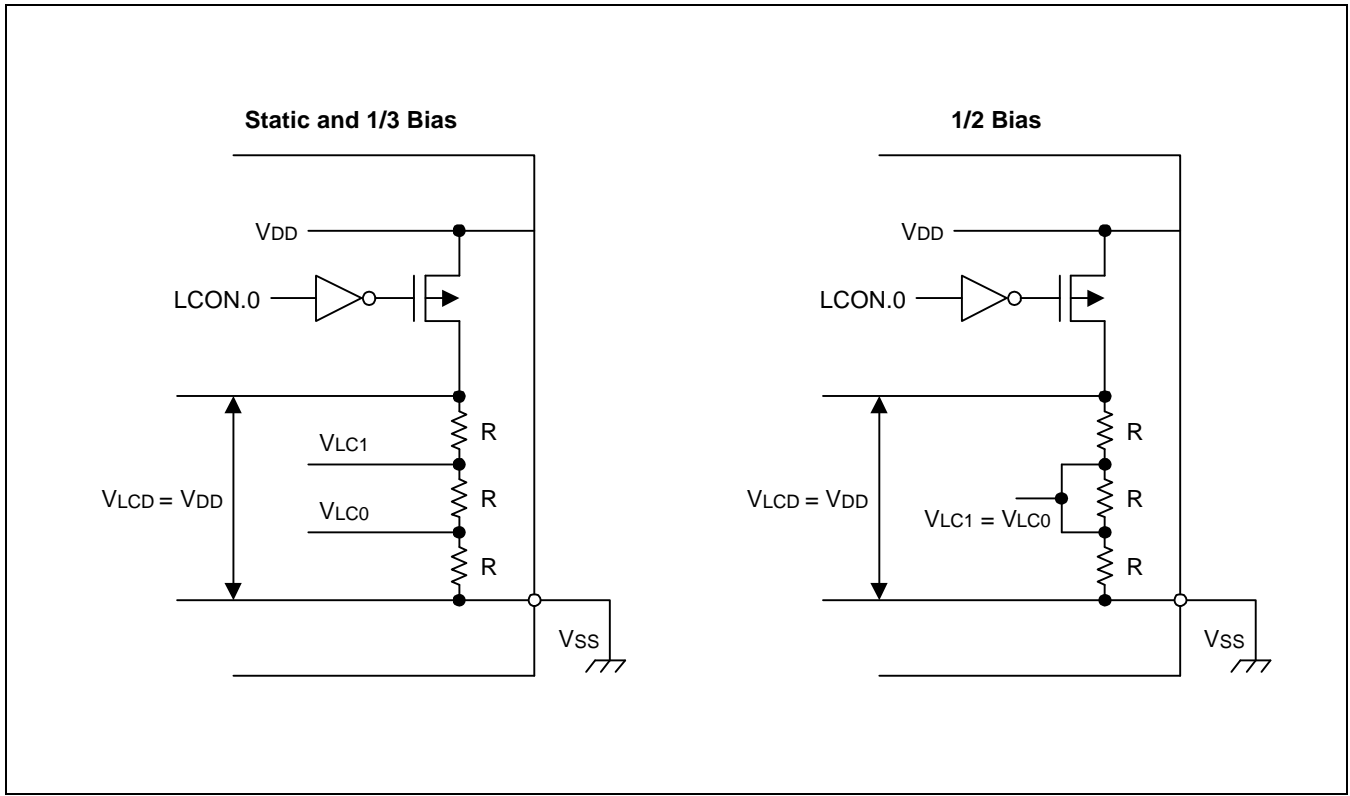 Static and 1/3 Bias
VDD
LCON.0
R
VLC1
VLCD = VDD
R
VLC0
R
VSS
1/2 Bias
VDD
LCON.0
R
VLCD = VDD
R
VLC1 = VLC0
R
VSS